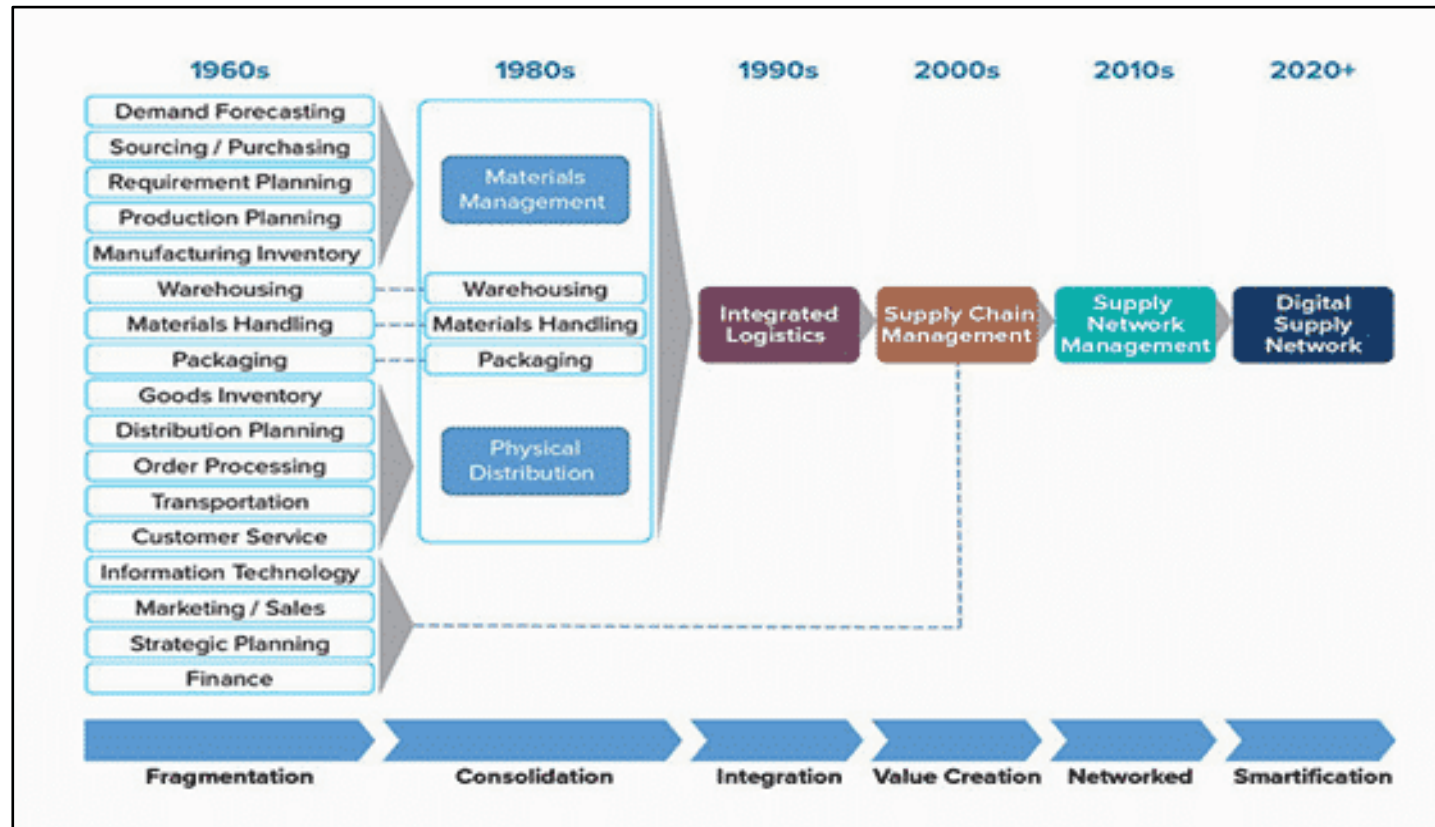 1960s
1980s
1990s
2000s
2010s
2020+
Demand Forecasting
Sourcing / Purchasing
Requirement Planning
Production Planning
Manufacturing Inventory
Warehousing
Materials Handling
Packaging
Goods Inventory
Distribution Planning
Order Processing
Transportation
Customer Service
Information Technology
Marketing / Sales
Strategic Planning
Finance
Materials
Management
Warehousing
Materials Handling
Packaging
Physical
Distribution
Integrated
Logistics
Supply Chain
Management
Supply
Network
Management
Digital
Supply
Network
Fragmentation
Consolidation
Integration
Value Creation
Networked
Smartification